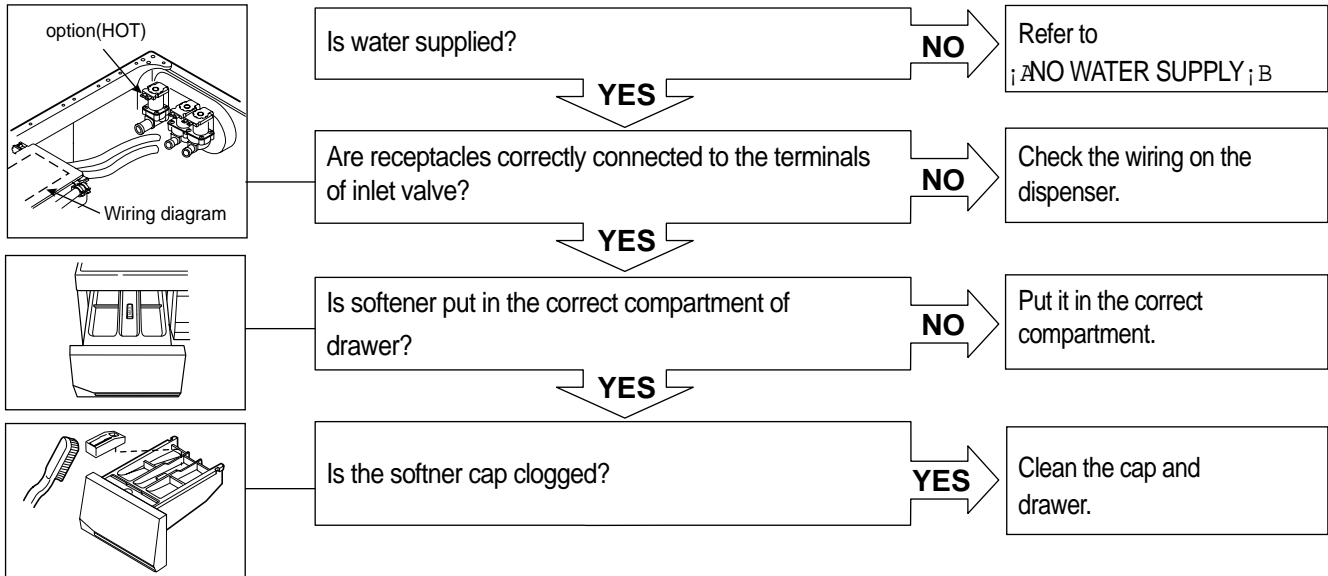 option(HOT)
Wiring diagram
Is water supplied?
NO
Refer to
¡ANO WATER SUPPLY¡B
YES
Are receptacles correctly connected to the terminals
of inlet valve?
NO
Check the wiring on the
dispenser.
YES
Is softener put in the correct compartment of
drawer?
NO
Put it in the correct
compartment.
YES
Is the softner cap clogged?
YES
Clean the cap and
drawer.